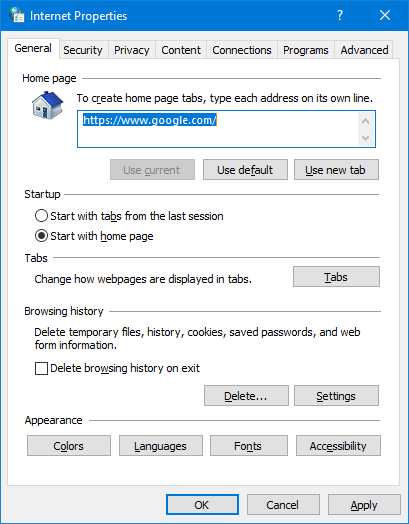 Internet Properties ?
General Security Privacy Content Connections Programs Advanced
Home page
To create home page tabs, type each address on its own line.
https://www.google.com/
Use current Use default Use new tab
Startup
Start with tabs from the last session
Start with home page
Tabs
Change how webpages are displayed in tabs. Tabs
Browsing history
Delete temporary files, history, cookies, saved passwords, and web
form information.
Delete browsing history on exit
Delete... Settings
Appearance
Colors Languages Fonts Accessibility
OK Cancel Apply